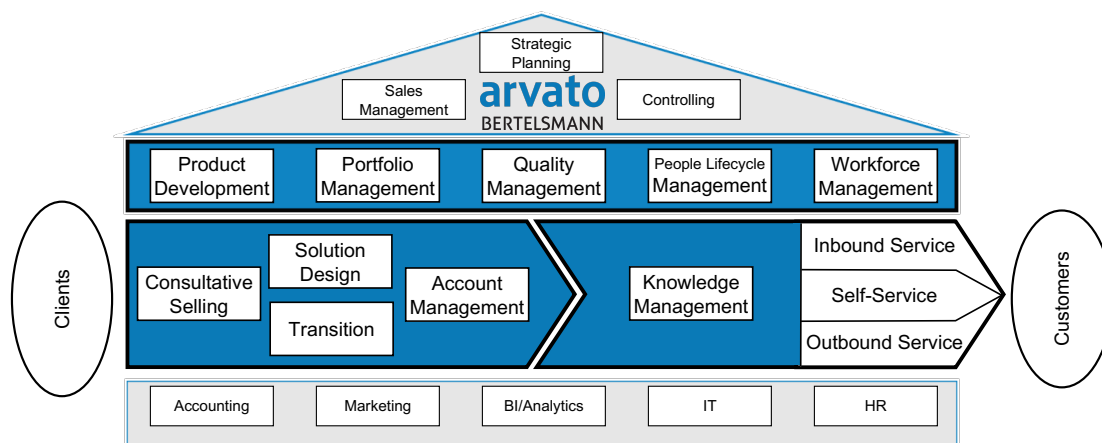 Strategic
Planning
Sales
Management
arvato
BERTELSMANN
Controlling
Product
Development
Portfolio
Management
Quality
Management
People Lifecycle
Management
Workforce
Management
Clients
Consultative
Selling
Solution
Design
Transition
Account
Management
Knowledge
Management
Inbound Service
Self-Service
Outbound Service
Customers
Accounting
Marketing
BI/Analytics
IT
HR